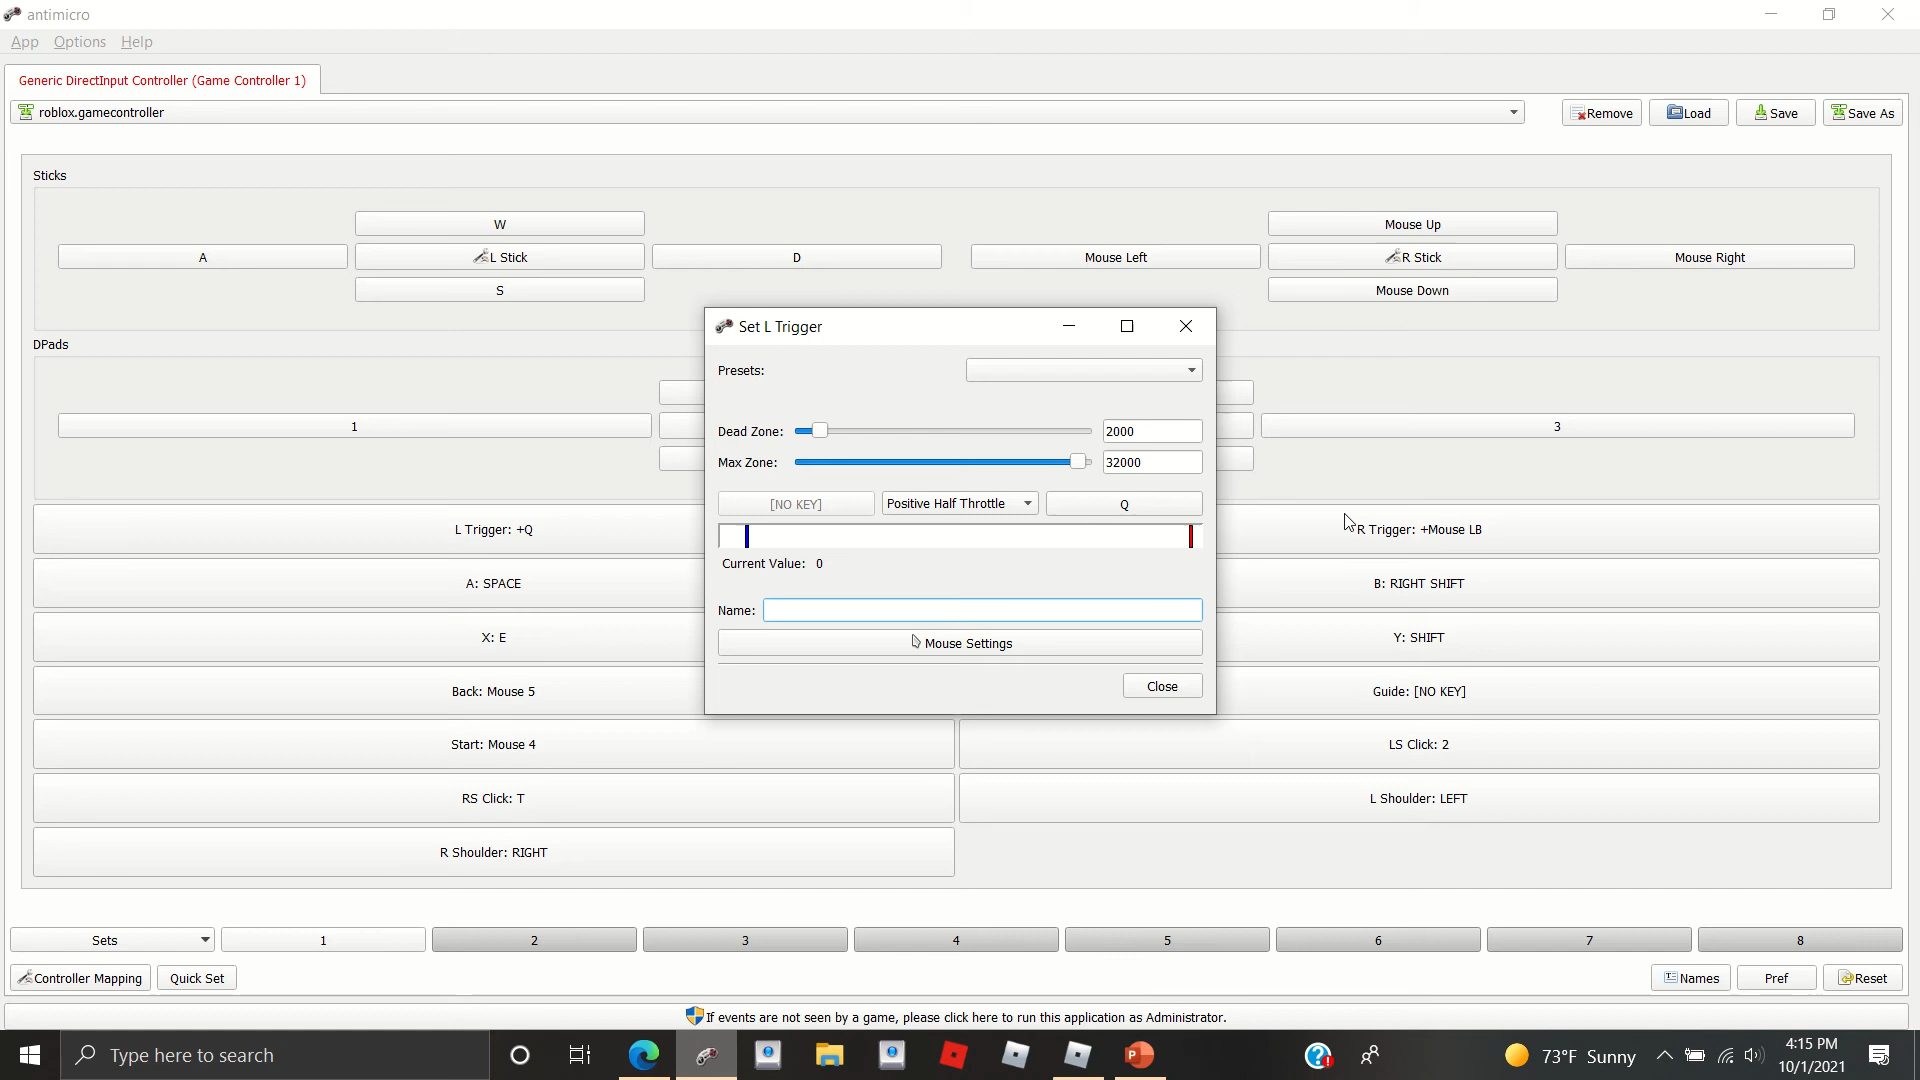 antimicro
App Options Help
Generic DirectInput Controller (Game Controller 1)
roblox.gamecontroller
Remove Load Save Save As
Sticks
W
Mouse Up
A L Stick D Mouse Left R Stick Mouse Right
S
Mouse Down
Set L Trigger
DPads
Presets:
1
3
Dead Zone: 2000
Max Zone: 32000
[NO KEY] Positive Half Throttle Q
L Trigger: +Q
R Trigger: +Mouse LB
Current Value: 0
A: SPACE
B: RIGHT SHIFT
Name:
X: E
Mouse Settings
Y: SHIFT
Close
Back: Mouse 5
Guide: [NO KEY]
Start: Mouse 4
LS Click: 2
RS Click: T
L Shoulder: LEFT
R Shoulder: RIGHT
Sets 1 2 3 4 5 6 7 8
Controller Mapping Quick Set Names Pref Reset
If events are not seen by a game, please click here to run this application as Administrator.
Type here to search
73°F Sunny
4:15 PM
10/1/2021